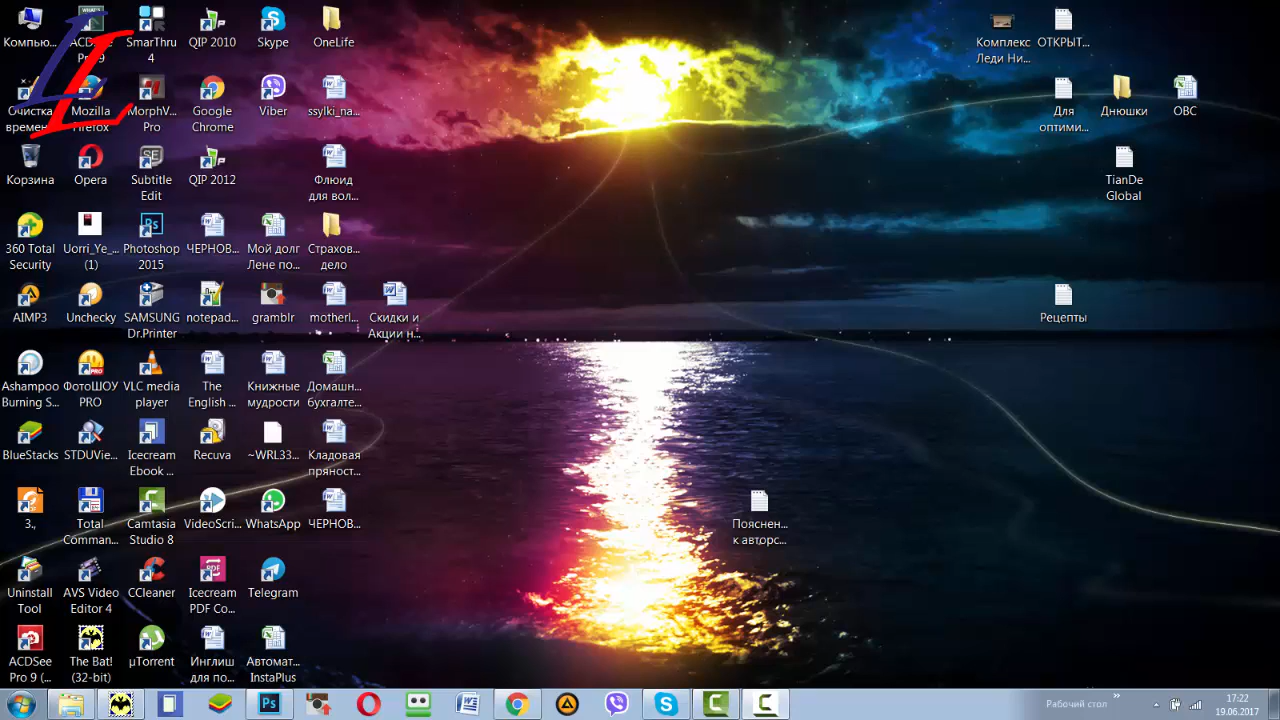 Компью...
ACDSee
Pro 9
SmarThru
4
QIP 2010
Skype
OneLife
Комплекс
Леди Ни...
ОТКРЫТ...
Очистка
времен...
Mozilla
Firefox
MorphV...
Pro
Google
Chrome
Viber
ssylki_na...
Для
оптими...
Днюшки
ОВС
Корзина
Opera
Subtitle
Edit
QIP 2012
Флюид
для вол...
TianDe
Global
360 Total
Security
Uorri_Ye_...
(1)
Photoshop
2015
ЧЕРНОВ...
Мой долг
Лене по...
Страхов...
дело
AIMP3
Unchecky
SAMSUNG
Dr.Printer
notepad...
gramblr
motherl...
Скидки и
Акции н...
Рецепты
Ashampoo
Burning S...
ФотоШОУ
PRO
VLC media
player
The
English ...
Книжные
мудрости
Домашн...
бухгалте...
BlueStacks
STDUVie...
Icecream
Ebook ...
Recuva
~WRL33...
Кладовая
пряност...
3,,
Total
Comman...
Camtasia
Studio 8
VideoScri...
WhatsApp
ЧЕРНОВ...
Пояснен...
к авторс...
Uninstall
Tool
AVS Video
Editor 4
CCleaner
Icecream
PDF Co...
Telegram
ACDSee
Pro 9 (...
The Bat!
(32-bit)
µTorrent
Инглиш
для по...
Автомат...
InstaPlus
Рабочий стол
17:22
19.06.2017